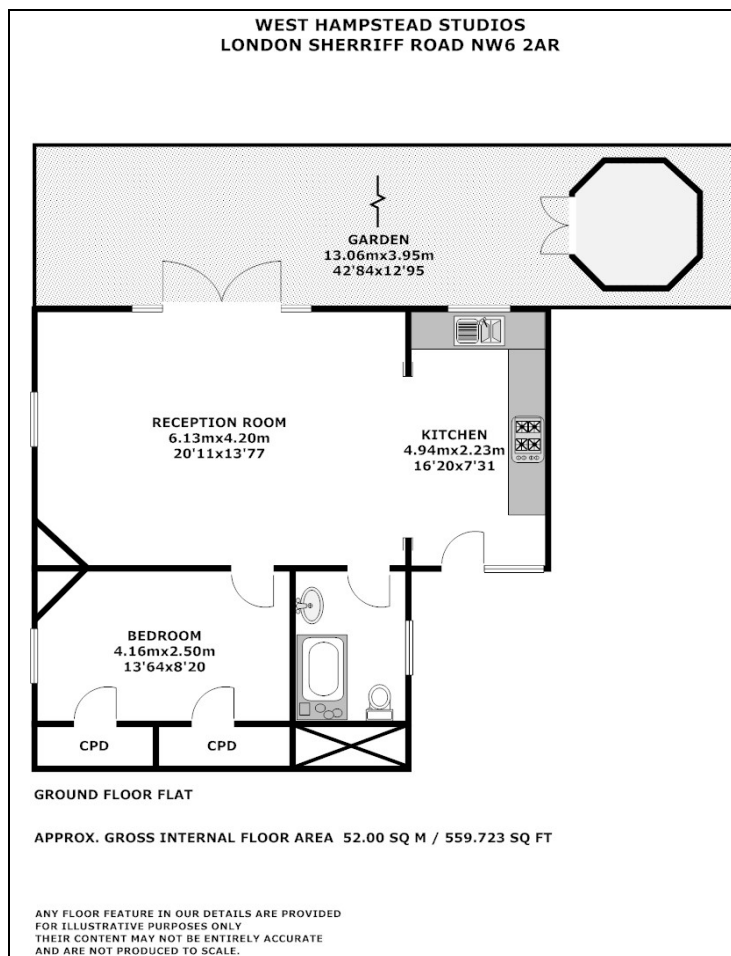 WEST HAMPSTEAD STUDIOS
LONDON SHERRIFF ROAD NW6 2AR
GARDEN
13.06mx3.95m
42'84x12'95
RECEPTION ROOM
6.13mx4.20m
20'11x13'77
KITCHEN
4.94mx2.23m
16'20x7'31
BEDROOM
4.16mx2.50m
13'64x8'20
CPD
CPD
GROUND FLOOR FLAT
APPROX. GROSS INTERNAL FLOOR AREA 52.00 SQ M / 559.723 SQ FT
ANY FLOOR FEATURE IN OUR DETAILS ARE PROVIDED
FOR ILLUSTRATIVE PURPOSES ONLY
THEIR CONTENT MAY NOT BE ENTIRELY ACCURATE
AND ARE NOT PRODUCED TO SCALE.